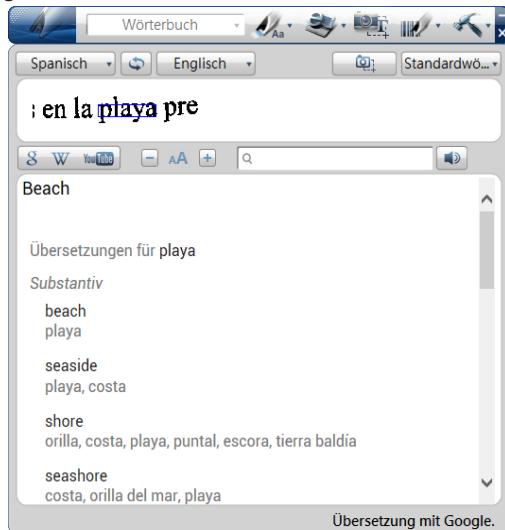 Wörterbuch
Aa
Spanisch Englisch Standardwö...
en la playa pre
g W YouTube - AA +
Beach
Übersetzungen für playa
Substantiv
beach
playa
seaside
playa, costa
shore
orilla, costa, playa, puntal, escora, tierra baldía
seashore
costa, orilla del mar, playa
Übersetzung mit Google.